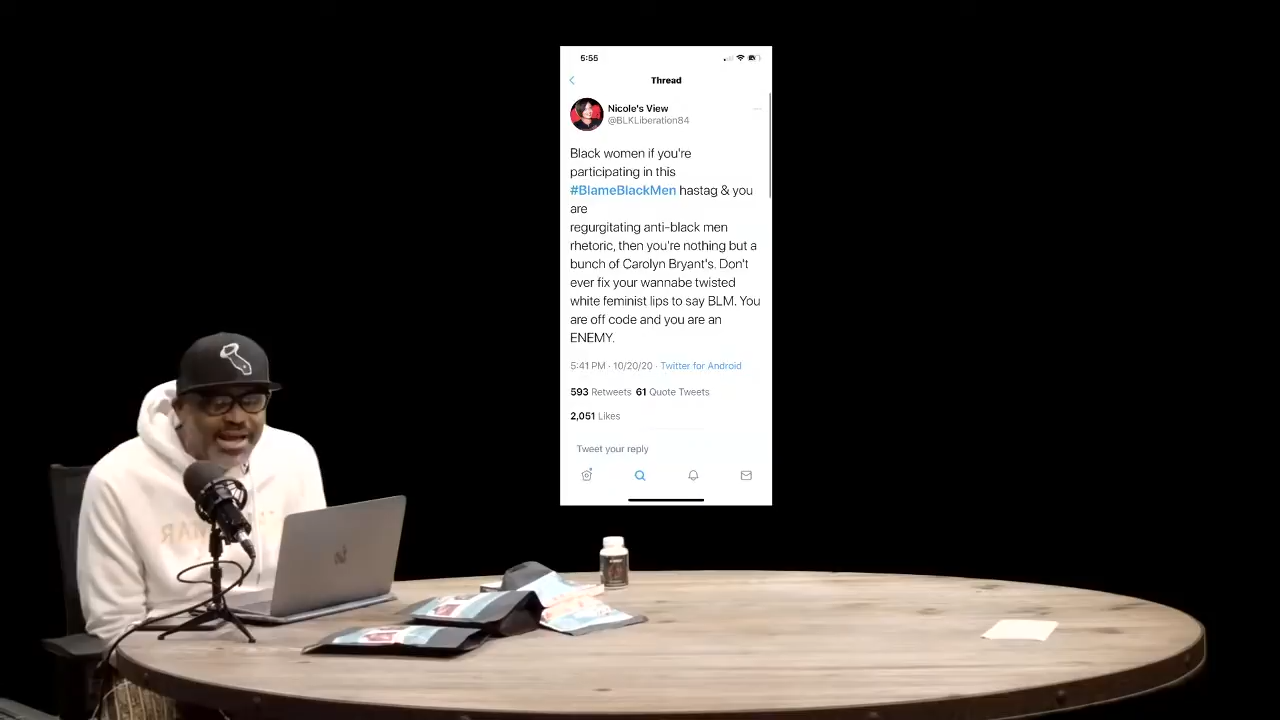 5:55
Thread
Nicole's View
@BLKLiberation84
Black women if you're
participating in this
#BlameBlackMen hastag & you
are
regurgitating anti-black men
rhetoric, then you're nothing but a
bunch of Carolyn Bryant's. Don't
ever fix your wannabe twisted
white feminist lips to say BLM. You
are off code and you are an
ENEMY.
5:41 PM · 10/20/20 · Twitter for Android
593 Retweets 61 Quote Tweets
2,051 Likes
Tweet your reply